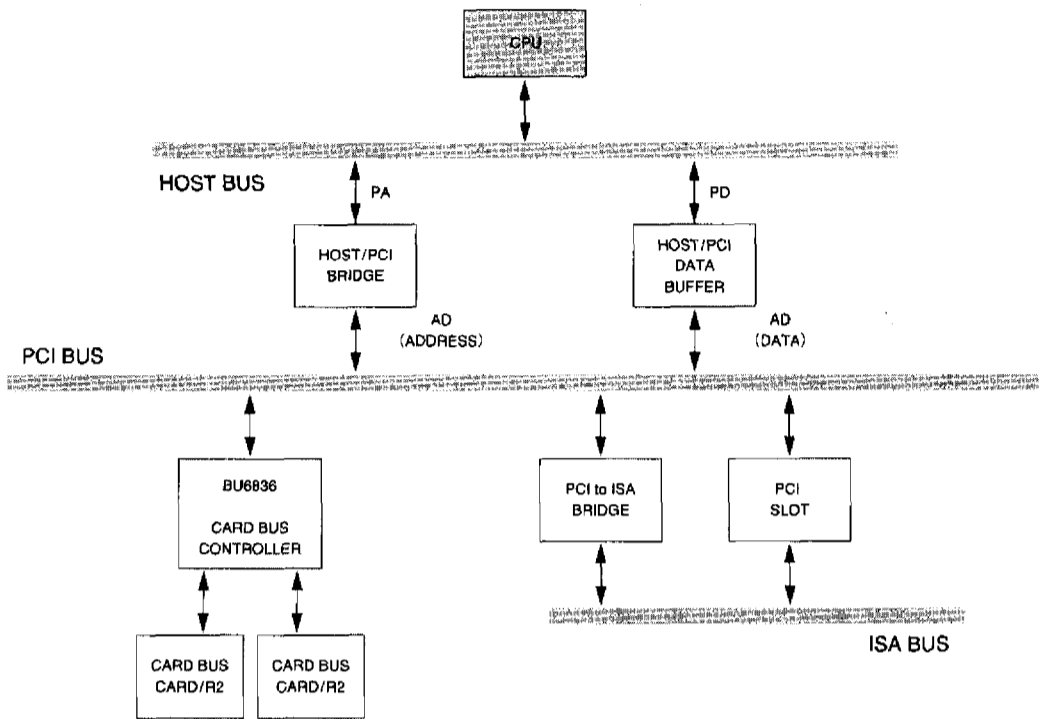 CPU
HOST BUS
PA
PD
HOST/PCI
BRIDGE
HOST/PCI
DATA
BUFFER
AD
(ADDRESS)
AD
(DATA)
PCI BUS
BU6836
CARD BUS
CONTROLLER
PCI to ISA
BRIDGE
PCI
SLOT
ISA BUS
CARD BUS
CARD/R2
CARD BUS
CARD/R2